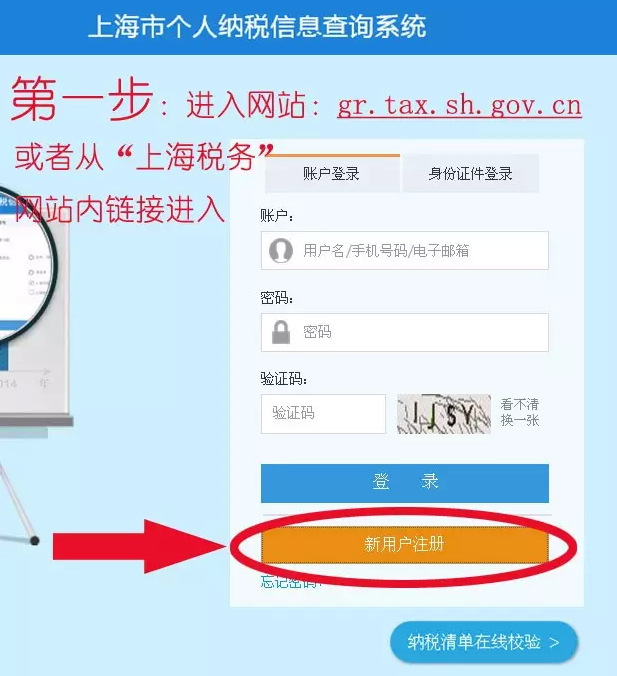 上海市个人纳税信息查询系统
第一步：进入网站：gr.tax.sh.gov.cn
或者从“上海税务”
网站内链接进入
账户登录
身份证件登录
账户：
用户名/手机号码/电子邮箱
密码：
密码
验证码：
验证码
IJSY
看不清
换一张
登 录
新用户注册
忘记密码？
纳税清单在线校验 >
014
年